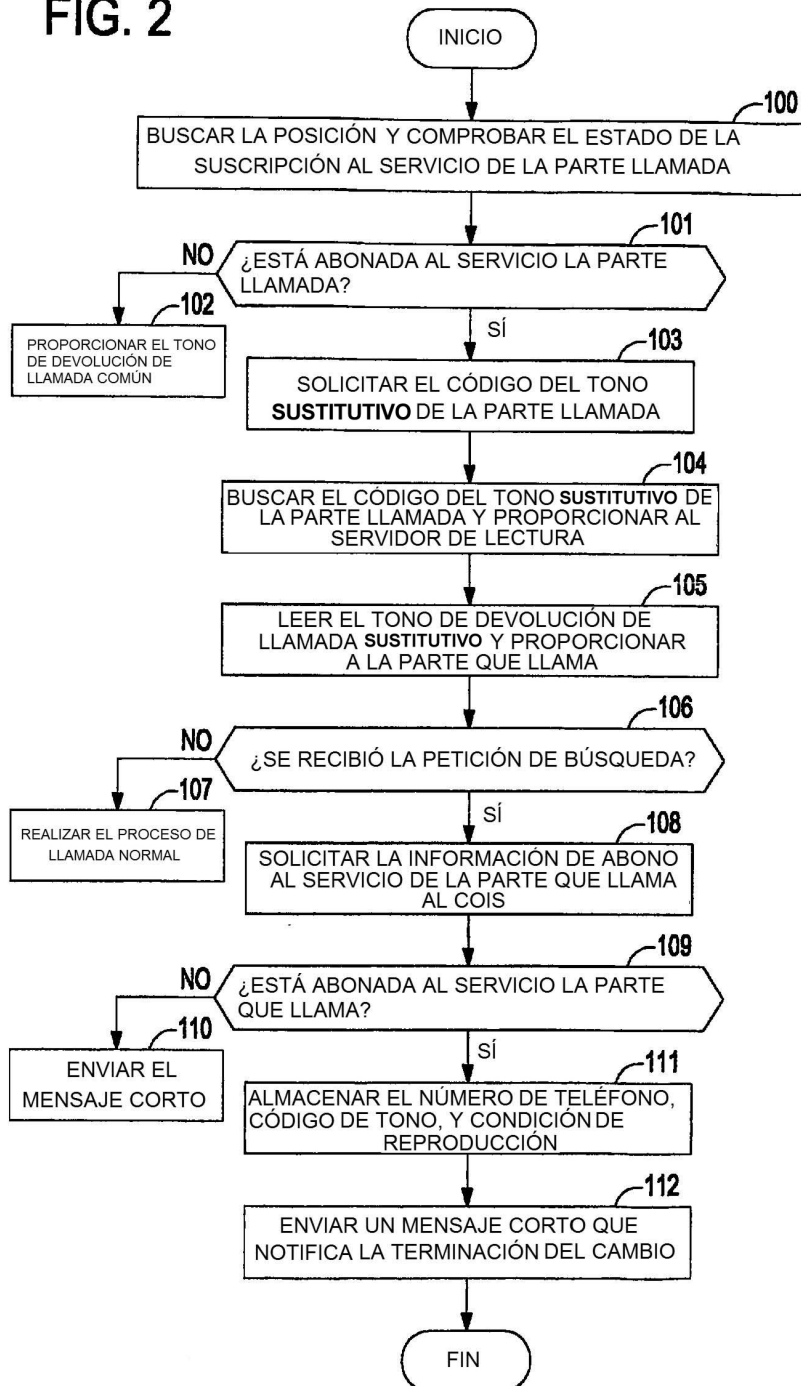 FIG. 2
INICIO
100
BUSCAR LA POSICIÓN Y COMPROBAR EL ESTADO DE LA
SUSCRIPCIÓN AL SERVICIO DE LA PARTE LLAMADA
101
NO
¿ESTÁ ABONADA AL SERVICIO LA PARTE
LLAMADA?
102
PROPORCIONAR EL TONO
DE DEVOLUCIÓN DE
LLAMADA COMÚN
SÍ
103
SOLICITAR EL CÓDIGO DEL TONO
SUSTITUTIVO DE LA PARTE LLAMADA
104
BUSCAR EL CÓDIGO DEL TONO SUSTITUTIVO DE
LA PARTE LLAMADA Y PROPORCIONAR AL
SERVIDOR DE LECTURA
105
LEER EL TONO DE DEVOLUCIÓN DE
LLAMADA SUSTITUTIVO Y PROPORCIONAR
A LA PARTE QUE LLAMA
106
NO
¿SE RECIBIÓ LA PETICIÓN DE BÚSQUEDA?
107
REALIZAR EL PROCESO DE
LLAMADA NORMAL
SÍ
108
SOLICITAR LA INFORMACIÓN DE ABONO
AL SERVICIO DE LA PARTE QUE LLAMA
AL COIS
109
NO
¿ESTÁ ABONADA AL SERVICIO LA PARTE
QUE LLAMA?
110
ENVIAR EL
MENSAJE CORTO
SÍ
111
ALMACENAR EL NÚMERO DE TELÉFONO,
CÓDIGO DE TONO, Y CONDICIÓN DE
REPRODUCCIÓN
112
ENVIAR UN MENSAJE CORTO QUE
NOTIFICA LA TERMINACIÓN DEL CAMBIO
FIN